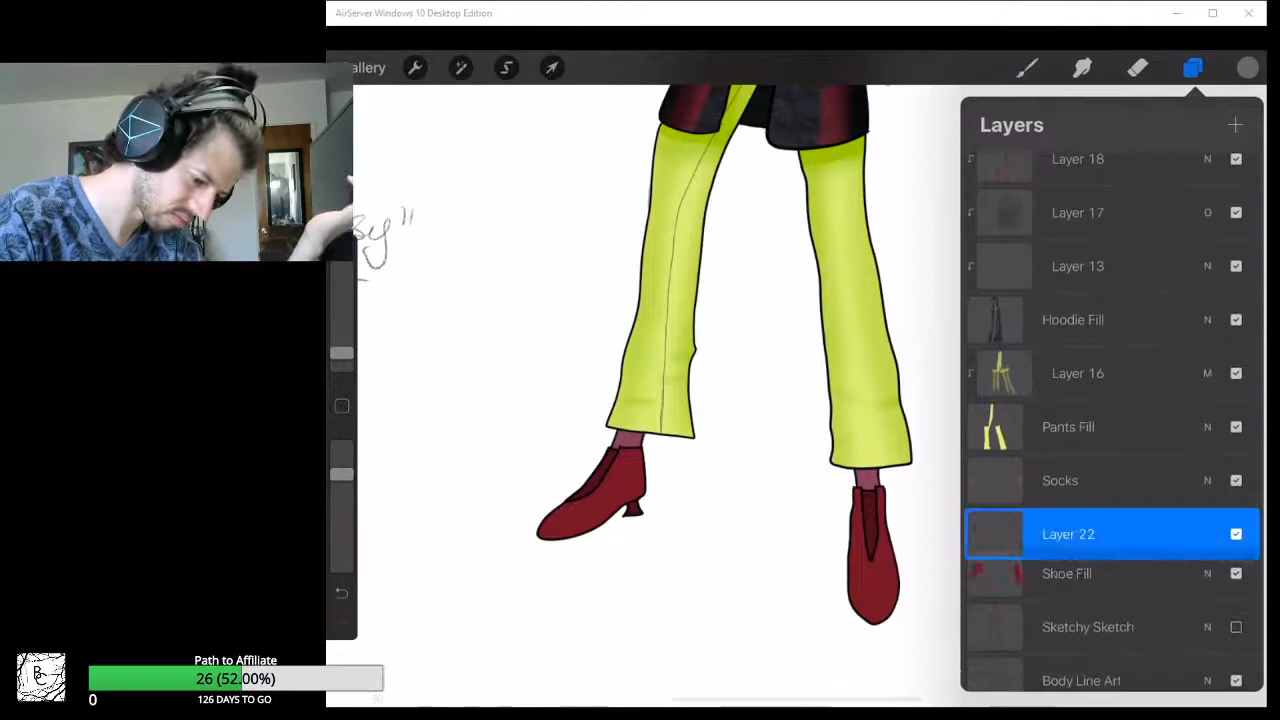 AirServer Windows 10 Desktop Edition
allery
Layers
Layer 18 N
Layer 17 O
Layer 13 N
Hoodie Fill N
Layer 16 M
Pants Fill N
Socks N
Layer 22
Shoe Fill N
Sketchy Sketch N
Body Line Art N
Path to Affiliate
26 (52.00%)
0
126 DAYS TO GO